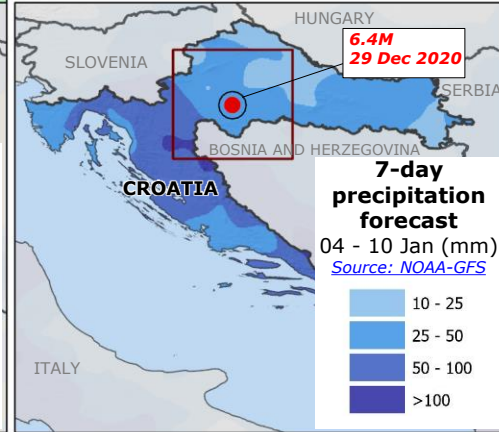 HUNGARY
6.4M
29 Dec 2020
SLOVENIA
SERBIA
BOSNIA AND HERZEGOVINA
CROATIA
7-day
precipitation
forecast
04 - 10 Jan (mm)
Source: NOAA-GFS
10 - 25
25 - 50
50 - 100
>100
ITALY